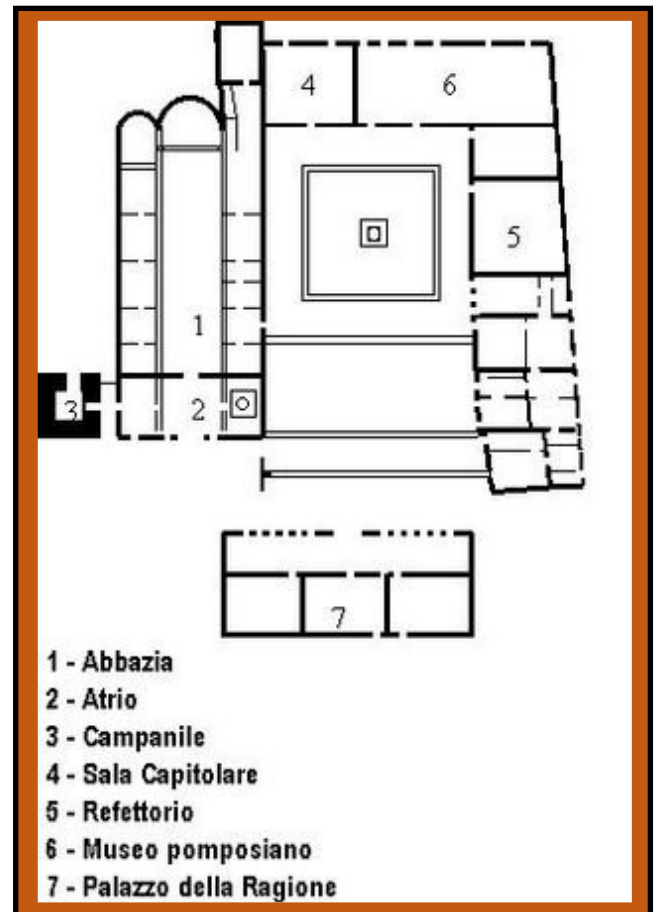 4
6
5
1
3
2
7
1 - Abbazia
2 - Atrio
3 - Campanile
4 - Sala Capitolare
5 - Refettorio
6 - Museo pomposiano
7 - Palazzo della Ragione